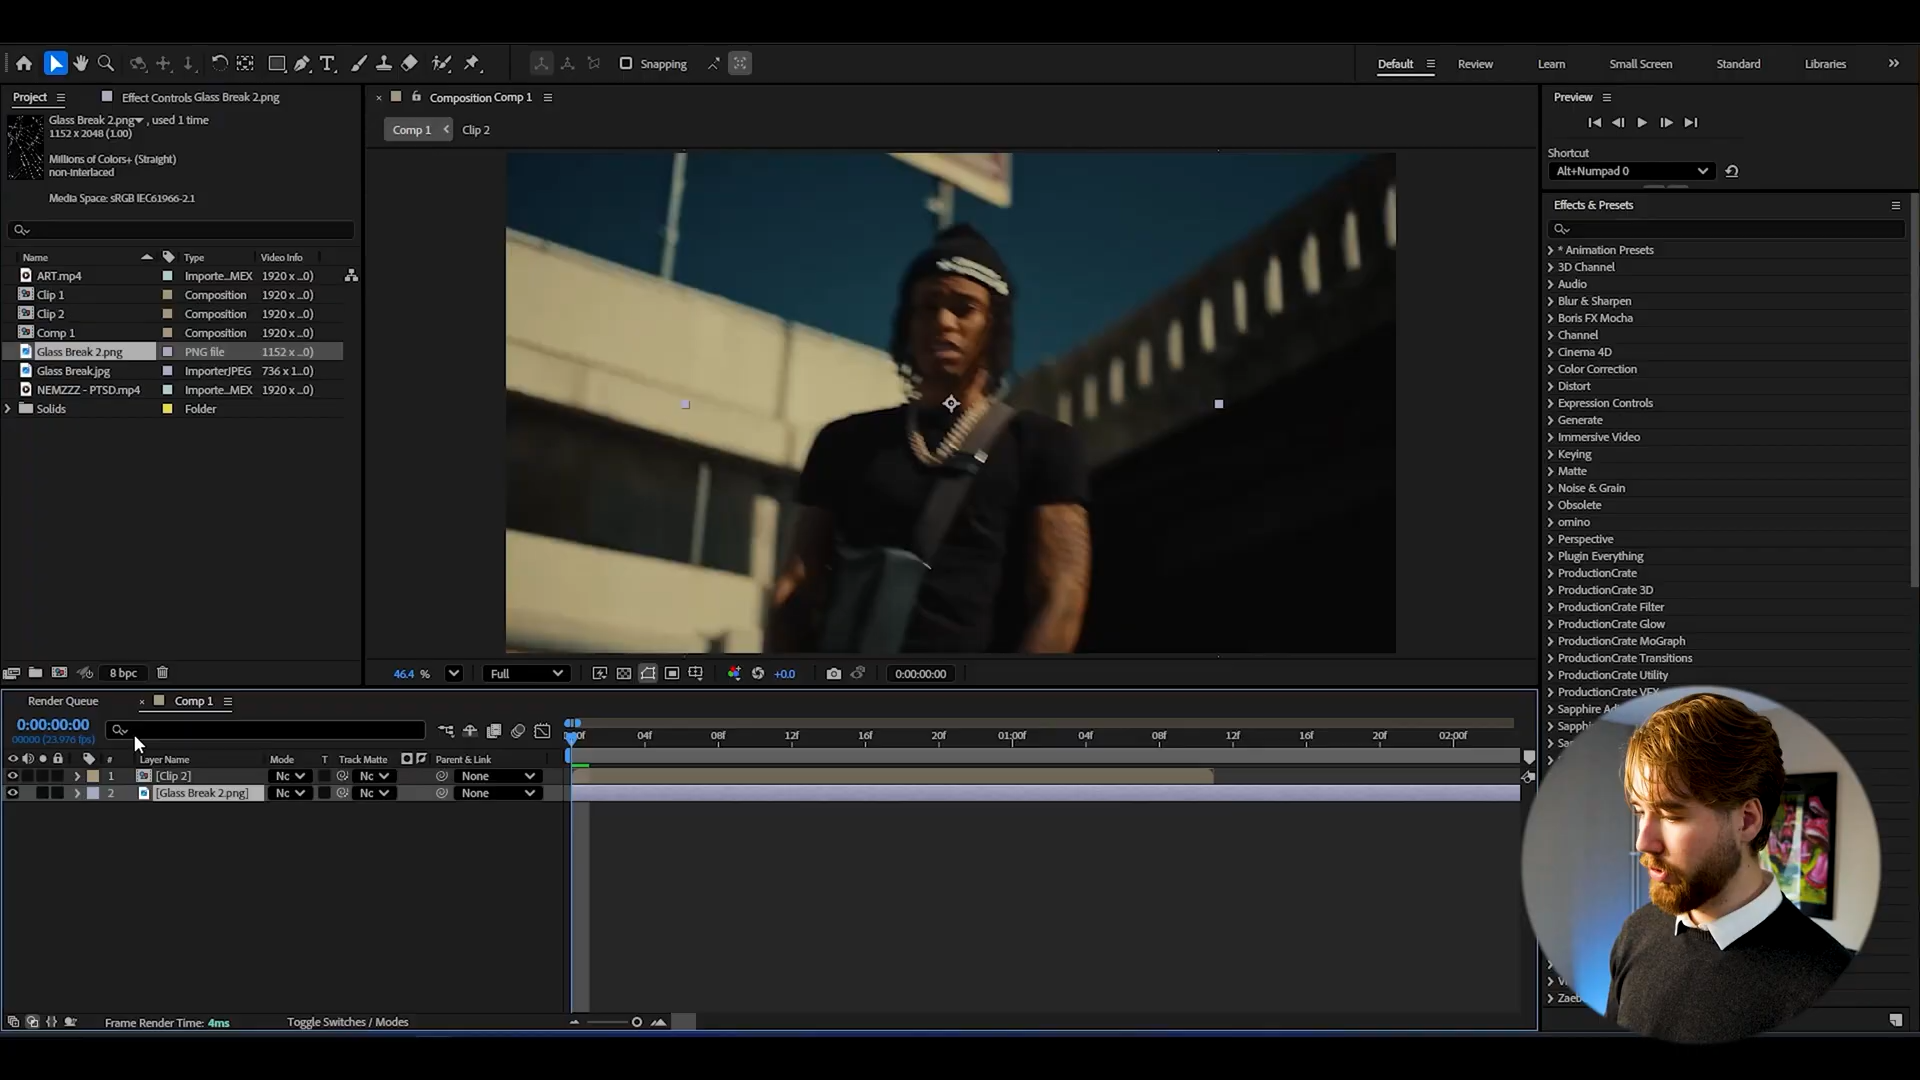 Snapping
Default
Review
Learn
Small Screen
Standard
Libraries
Project
Effect Controls Glass Break 2.png
Glass Break 2.png , used 1 time
1152 x 2048 (1.00)
Millions of Colors+ (Straight)
non-interlaced
Media Space: sRGB IEC61966-2.1
Name Type Video Info
ART.mp4 Importe...MEX 1920 x ...0)
Clip 1 Composition 1920 x ...0)
Clip 2 Composition 1920 x ...0)
Comp 1 Composition 1920 x ...0)
Glass Break 2.png PNG file 1152 x ...0)
Glass Break.jpg ImporterJPEG 736 x 1...0)
NEMZZZ - PTSD.mp4 Importe...MEX 1920 x ...0)
Solids Folder
8 bpc
Composition Comp 1
Comp 1
Clip 2
46.4 %
Full
+0.0
0:00:00:00
Preview
Shortcut
Alt+Numpad 0
Effects & Presets
* Animation Presets
3D Channel
Audio
Blur & Sharpen
Boris FX Mocha
Channel
Cinema 4D
Color Correction
Distort
Expression Controls
Generate
Immersive Video
Keying
Matte
Noise & Grain
Obsolete
omino
Perspective
Plugin Everything
ProductionCrate
ProductionCrate 3D
ProductionCrate Filter
ProductionCrate Glow
ProductionCrate MoGraph
ProductionCrate Transitions
ProductionCrate Utility
ProductionCrate VFX
Sapphire
Render Queue
Comp 1
0:00:00:00
00000 (23.976 fps)
# Layer Name Mode T Track Matte Parent & Link
1 [Clip 2] Nc Nc None
2 [Glass Break 2.png] Nc Nc None
04f 08f 12f 16f 20f 01:00f 04f 08f 12f 16f 20f 02:00f
Frame Render Time: 4ms
Toggle Switches / Modes